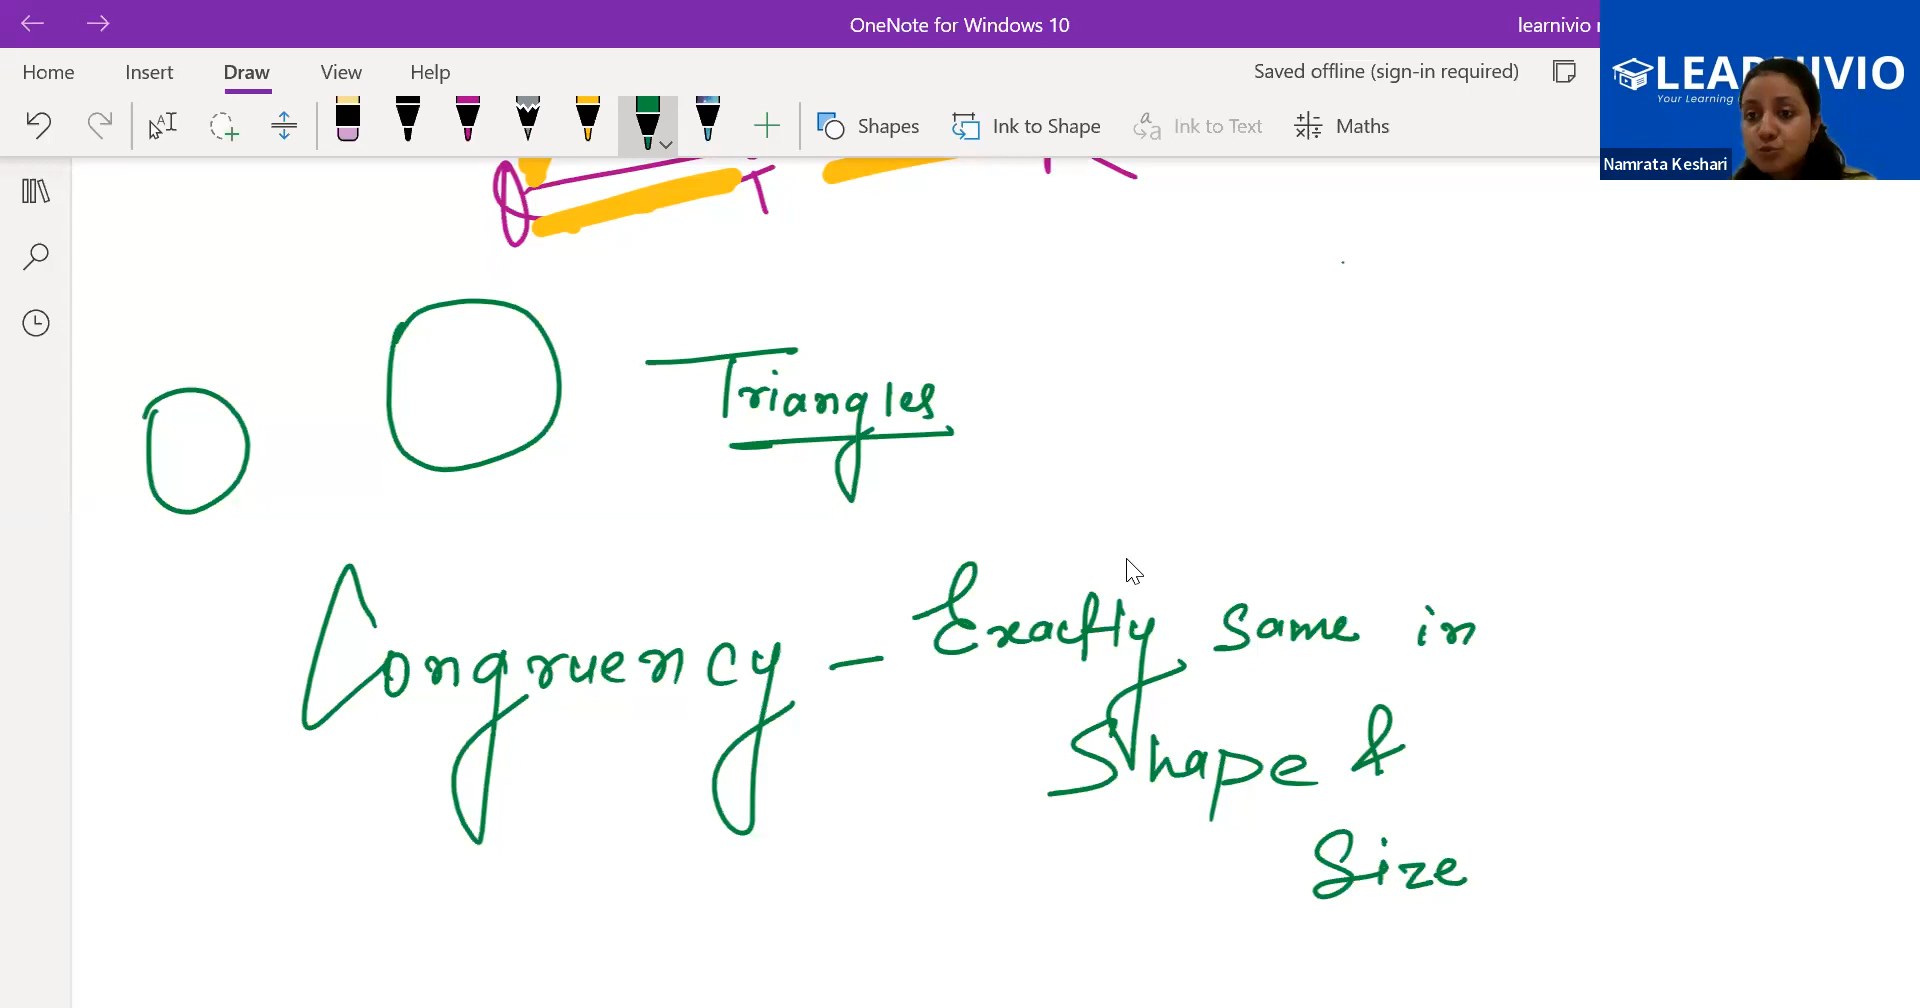 OneNote for Windows 10
learnivio
Home Insert Draw View Help
Saved offline (sign-in required)
Shapes Ink to Shape Ink to Text Maths
LEARNIVIO
Your Learning
Namrata Keshari
Triangles
Congruency - Exactly same in
Shape &
Size